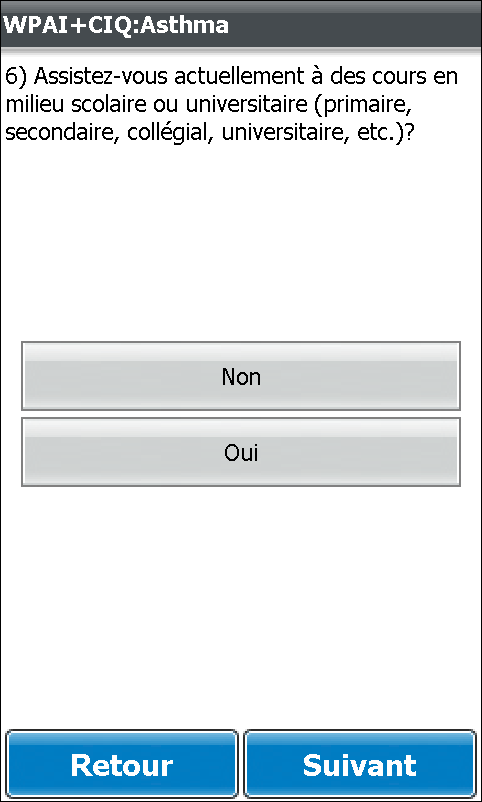 WPAI+CIQ:Asthma
6) Assistez-vous actuellement à des cours en
milieu scolaire ou universitaire (primaire,
secondaire, collégial, universitaire, etc.)?
Non
Oui
Retour
Suivant